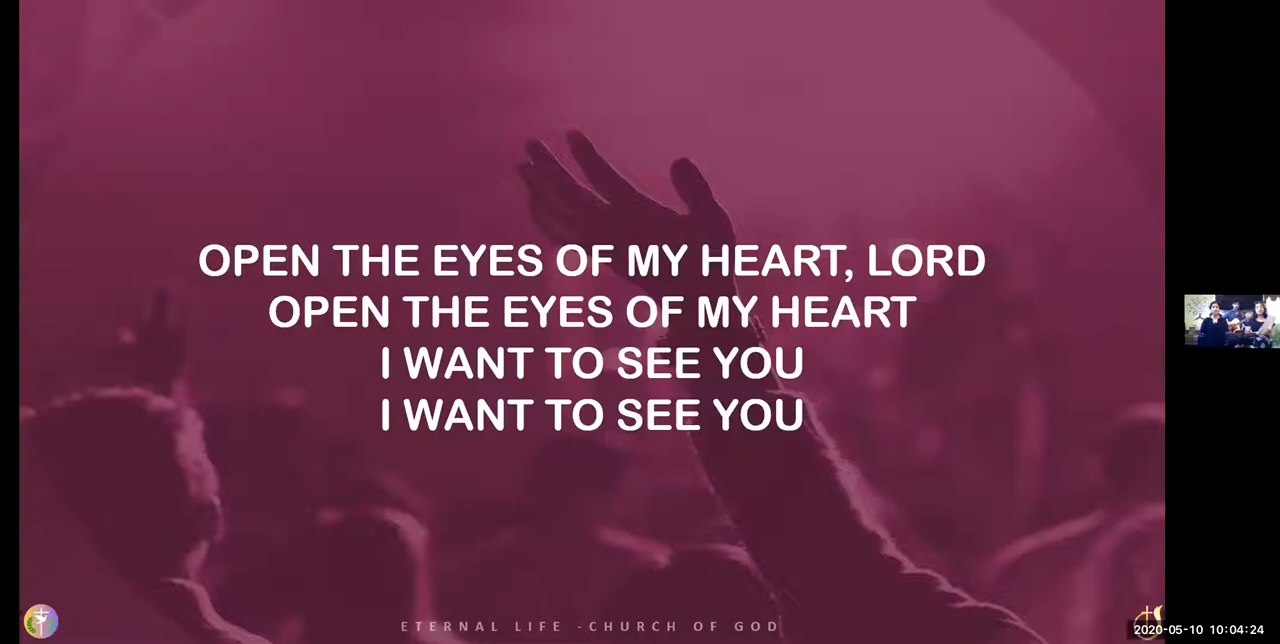 OPEN THE EYES OF MY HEART, LORD
OPEN THE EYES OF MY HEART
I WANT TO SEE YOU
I WANT TO SEE YOU
ETERNAL LIFE -CHURCH OF GOD
2020-05-10 10:04:24